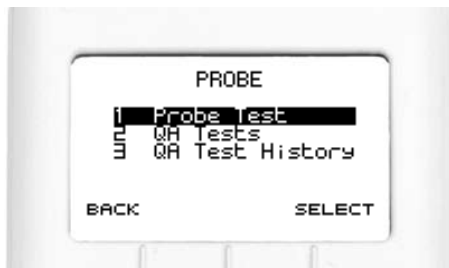 PROBE
1 Probe Test
2 QA Tests
3 QA Test History
BACK SELECT